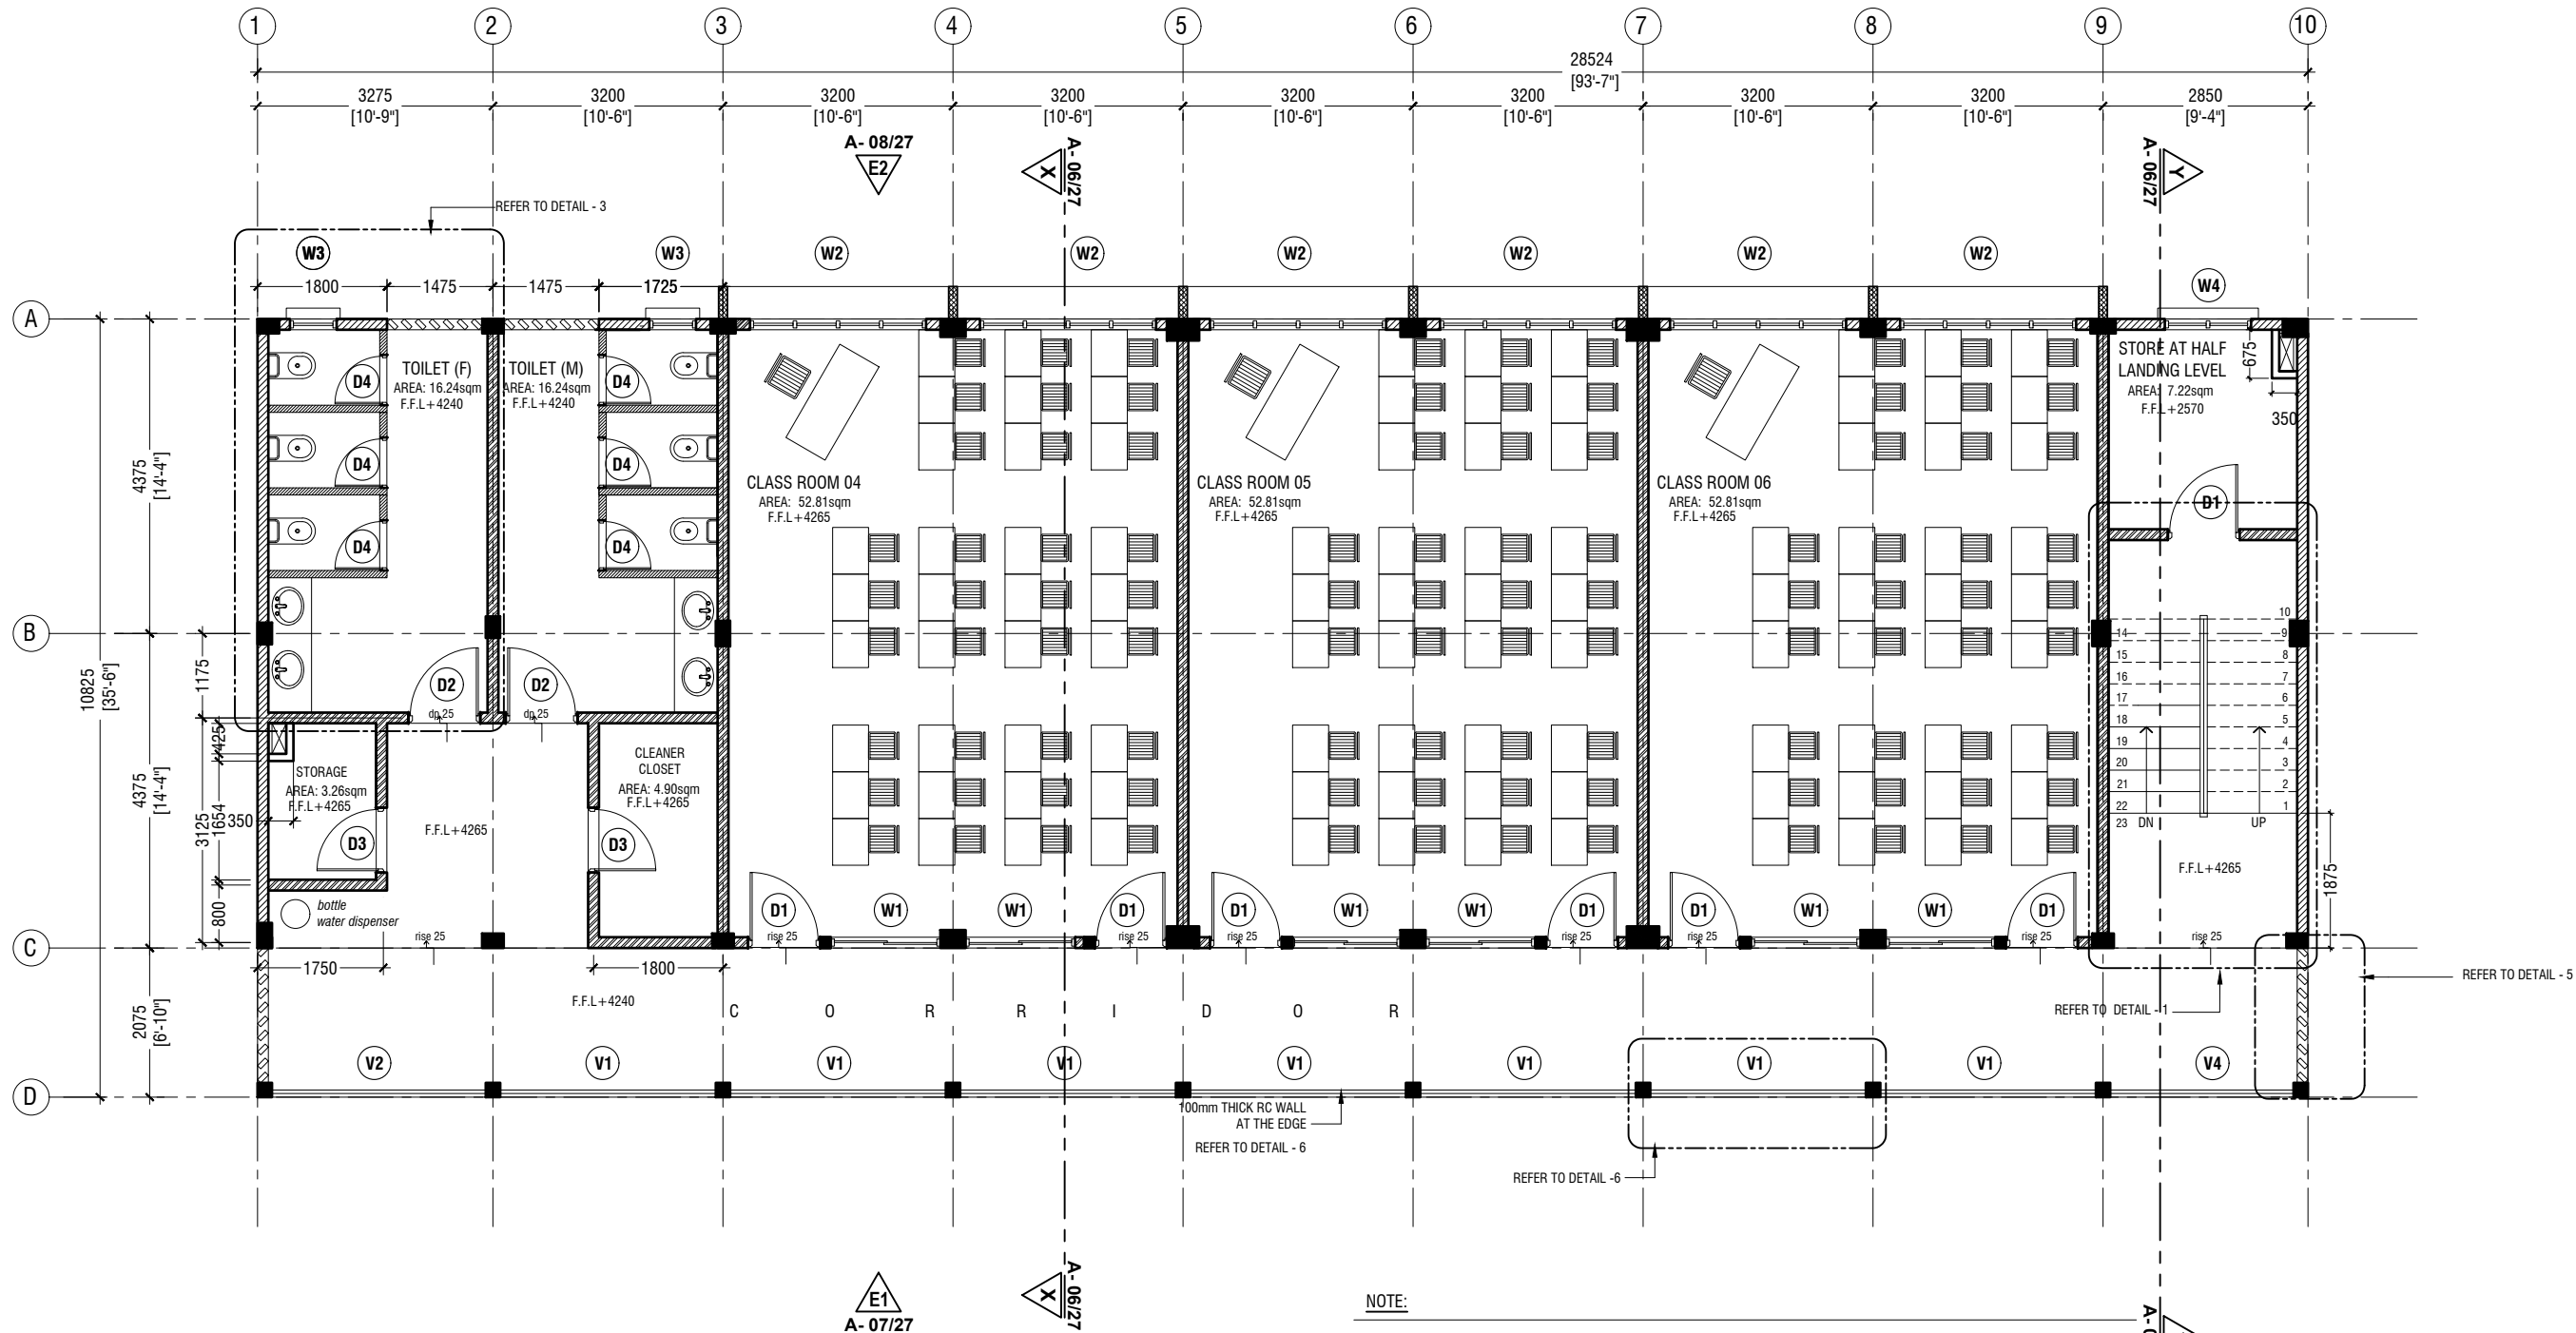 1 2 3 4 5 6 7 8 9 10
28524
[93'-7"]
3275 3200 3200 3200 3200 3200 3200 3200 2850
[10'-9"] [10'-6"] [10'-6"] [10'-6"] [10'-6"] [10'-6"] [10'-6"] [10'-6"] [9'-4"]
A- 08/27
E2
X
A- 06/27
A- 06/27
Y
REFER TO DETAIL - 3
W3 W3 W2 W2 W2 W2 W2 W2 W4
1800 1475 1475 1725
A
B
C
D
10825
[35'-6"]
4375
[14'-4"]
4375
[14'-4"]
2075
[6'-10"]
1175
3125
425
1654
800
350
TOILET (F)
AREA: 16.24sqm
F.F.L+4240
TOILET (M)
AREA: 16.24sqm
F.F.L+4240
D4 D4
D4 D4
D4 D4
D2 D2
dp 25 dp 25
STORE AT HALF
LANDING LEVEL
AREA: 7.22sqm
F.F.L+2570
675
350
D1
CLASS ROOM 04
AREA: 52.81sqm
F.F.L+4265
CLASS ROOM 05
AREA: 52.81sqm
F.F.L+4265
CLASS ROOM 06
AREA: 52.81sqm
F.F.L+4265
STORAGE
AREA: 3.26sqm
F.F.L+4265
D3
CLEANER
CLOSET
AREA: 4.90sqm
F.F.L+4265
D3
F.F.L+4265
bottle
water dispenser
10
14 9
15 8
16 7
17 6
18 5
19 4
20 3
21 2
22 1
23 DN UP
F.F.L+4265
1875
D1 W1 W1 D1 D1 W1 W1 D1 D1 W1 W1 D1
rise 25 rise 25 rise 25 rise 25 rise 25 rise 25 rise 25 rise 25
1750 1800
F.F.L+4240
C O R R I D O R
REFER TO DETAIL - 5
REFER TO DETAIL - 1
V2 V1 V1 V1 V1 V1 V1 V1 V4
100mm THICK RC WALL
AT THE EDGE
REFER TO DETAIL - 6
REFER TO DETAIL -6
E1
A- 07/27
X
A- 06/27
NOTE: